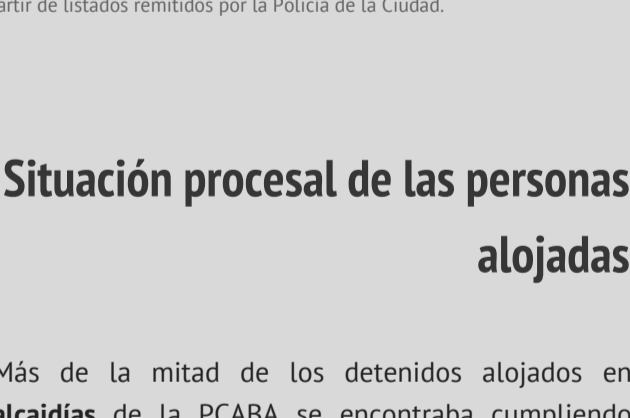 artir de listados remitidos por la Policía de la Ciudad.
Situación procesal de las personas
alojadas
Más de la mitad de los detenidos alojados en
alcaidías de la PCABA se encontraba cumpliendo